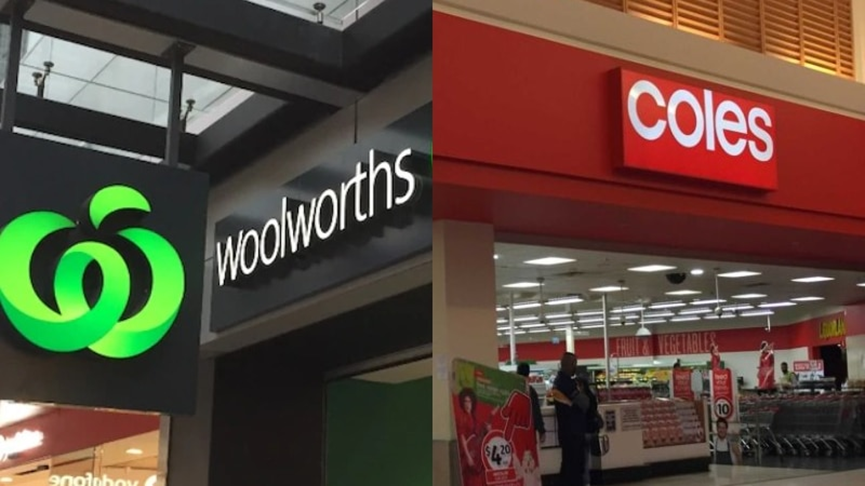 woolworths
coles
FRUIT & VEGETABLES
$4.20
10
vodafone